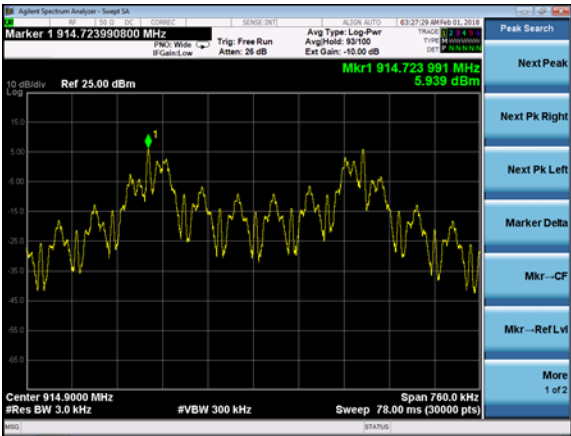 Agilent Spectrum Analyzer - Swept SA
RF 50 Ω DC CORREC SENSE:INT ALIGN AUTO 03:27:29 AM Feb 01, 2018
Marker 1 914.723990800 MHz
PNO: Wide
IFGain:Low
Trig: Free Run
Atten: 26 dB
Avg Type: Log-Pwr
Avg|Hold: 93/100
Ext Gain: -10.00 dB
TRACE 1 2 3 4 5 6
TYPE M
DET P N N N N N
Peak Search
Mkr1 914.723 991 MHz
5.939 dBm
10 dB/div Ref 25.00 dBm
Log
15.0
5.00
-5.00
-15.0
-25.0
-35.0
-45.0
-55.0
-65.0
1
Center 914.9000 MHz Span 760.0 kHz
#Res BW 3.0 kHz #VBW 300 kHz Sweep 78.00 ms (30000 pts)
MSG STATUS
Next Peak
Next Pk Right
Next Pk Left
Marker Delta
Mkr→CF
Mkr→Ref Lvl
More
1 of 2